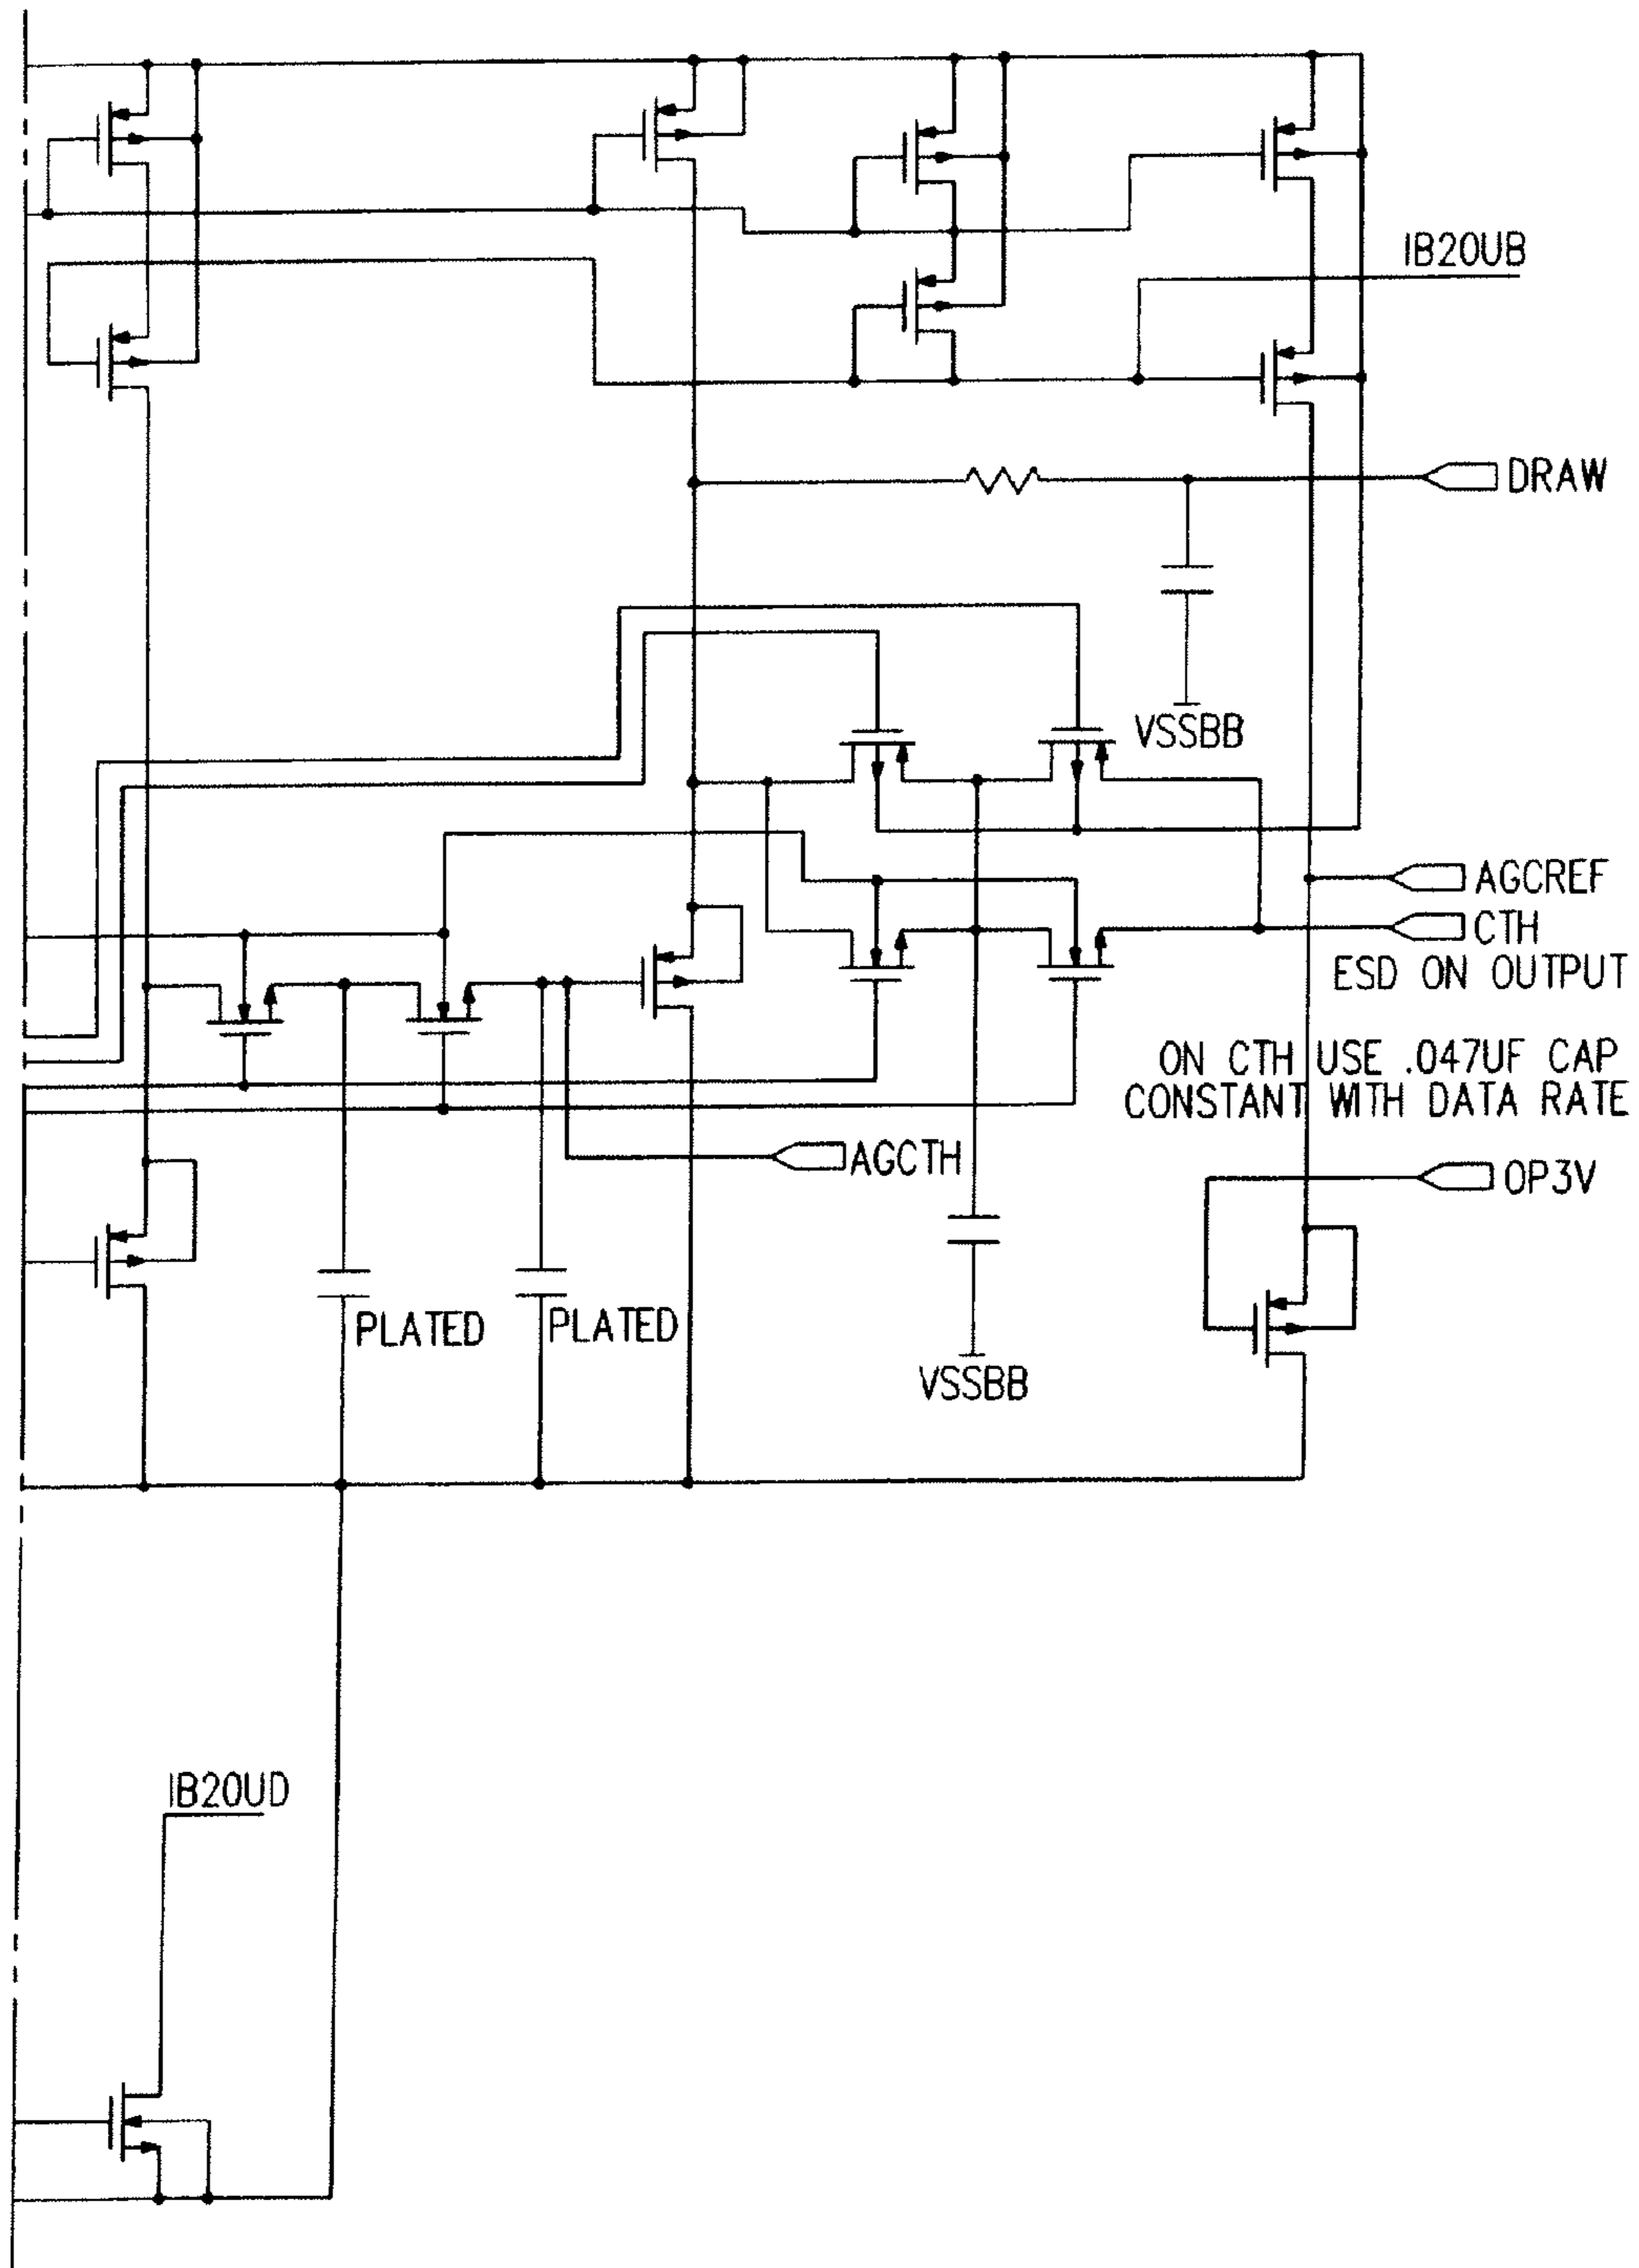 IB20UB
DRAW
VSSBB
AGCREF
CTH
ESD ON OUTPUT
ON CTH USE .047UF CAP
CONSTANT WITH DATA RATE
AGCTH
OP3V
PLATED
PLATED
VSSBB
IB20UD